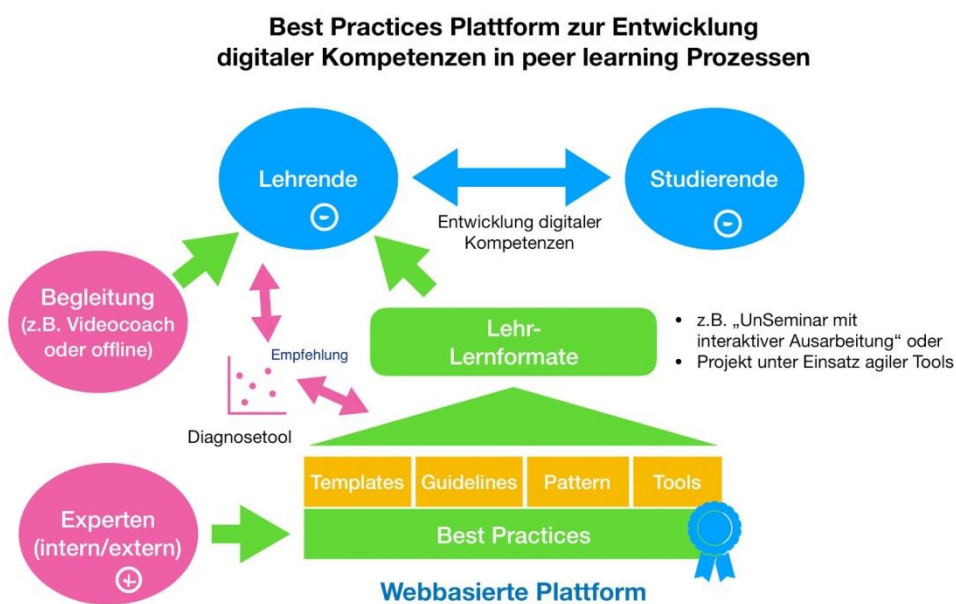 Best Practices Plattform zur Entwicklung
digitaler Kompetenzen in peer learning Prozessen
Lehrende
Studierende
Entwicklung digitaler
Kompetenzen
Begleitung
(z.B. Videocoach
oder offline)
Lehr-
Lernformate
• z.B. „UnSeminar mit
interaktiver Ausarbeitung“ oder
• Projekt unter Einsatz agiler Tools
Empfehlung
Diagnosetool
Templates
Guidelines
Pattern
Tools
Experten
(intern/extern)
Best Practices
Webbasierte Plattform